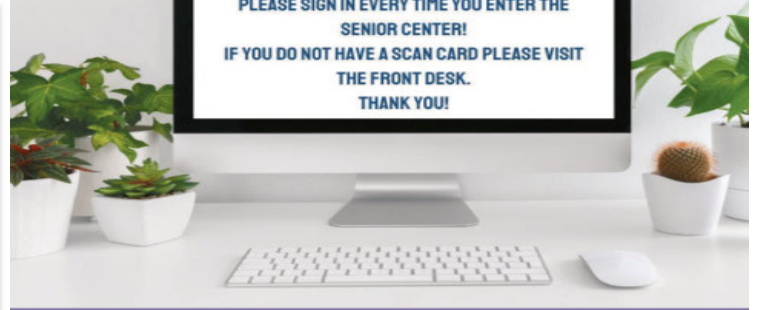 PLEASE SIGN IN EVERY TIME YOU ENTER THE
SENIOR CENTER!
IF YOU DO NOT HAVE A SCAN CARD PLEASE VISIT
THE FRONT DESK.
THANK YOU!